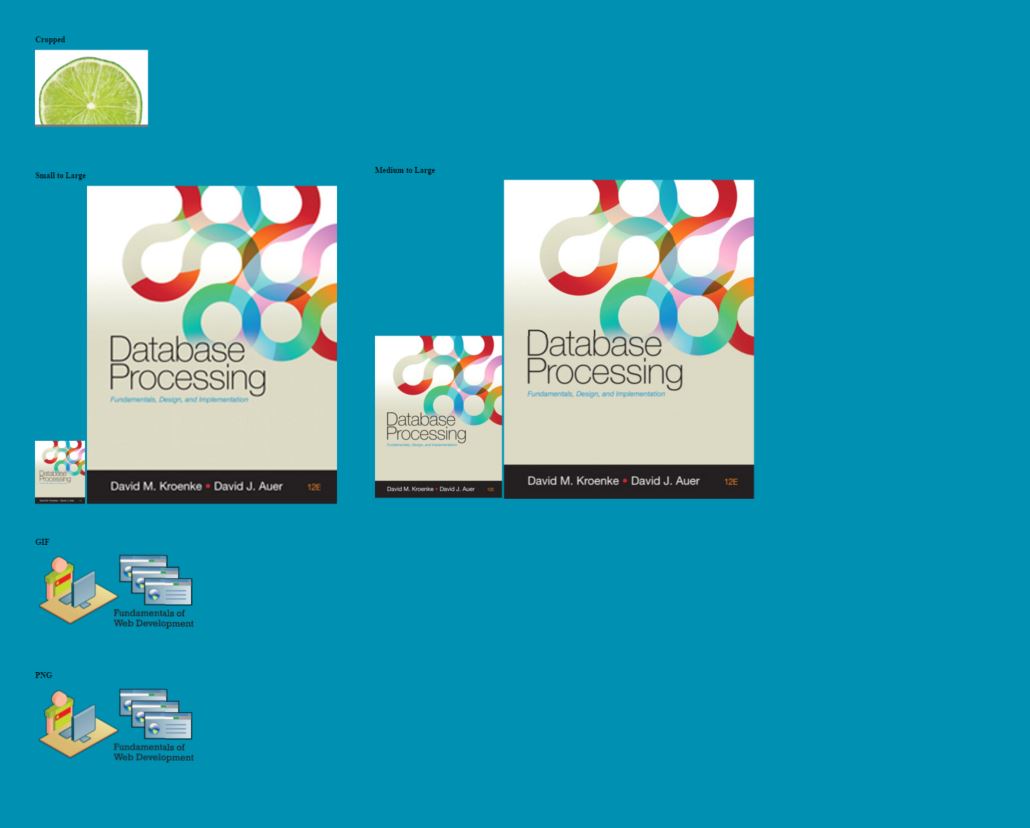 Cropped
Small to Large
Database
Processing
Fundamentals, Design, and Implementation
David M. Kroenke • David J. Auer 12E
Database
Processing
Medium to Large
Database
Processing
Fundamentals, Design, and Implementation
David M. Kroenke • David J. Auer 12E
Database
Processing
Fundamentals, Design, and Implementation
David M. Kroenke • David J. Auer 12E
GIF
Fundamentals of
Web Development
PNG
Fundamentals of
Web Development